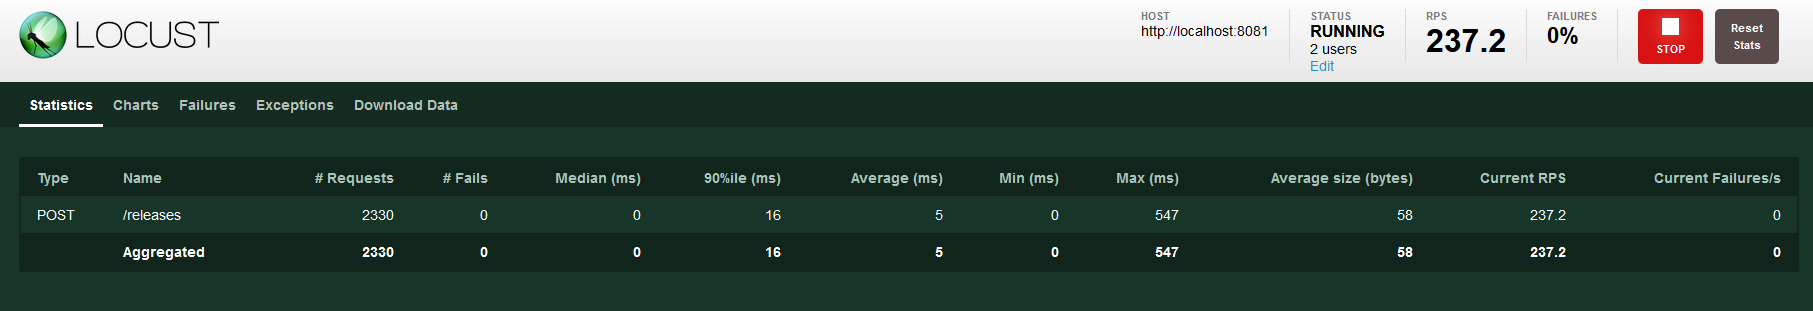 LOCUST
HOST
http://localhost:8081
STATUS
RUNNING
2 users
Edit
RPS
237.2
FAILURES
0%
STOP
Reset
Stats
Statistics Charts Failures Exceptions Download Data
Type Name # Requests # Fails Median (ms) 90%ile (ms) Average (ms) Min (ms) Max (ms) Average size (bytes) Current RPS Current Failures/s
POST /releases 2330 0 0 16 5 0 547 58 237.2 0
Aggregated 2330 0 0 16 5 0 547 58 237.2 0